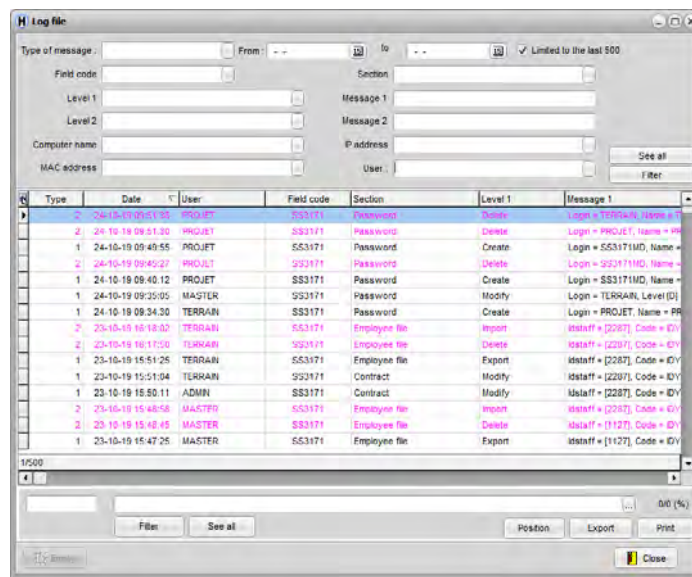 Log file
Type of message : From : - - to - - Limited to the last 500
Field code Section
Level 1 Message 1
Level 2 Message 2
Computer name IP address
MAC address User :
See all
Filter
Type Date User Field code Section Level 1 Message 1
2 24-10-19 09:51:55 PROJET SS3171 Password Delete Login = TERRAIN, Name =
2 24-10-19 09:51:30 PROJET SS3171 Password Delete Login = PROJET, Name = PR
1 24-10-19 09:49:55 PROJET SS3171 Password Create Login = SS3171MD, Name =
2 24-10-19 09:45:27 PROJET SS3171 Password Delete Login = SS3171MD, Name =
1 24-10-19 09:40:12 PROJET SS3171 Password Create Login = SS3171MD, Name =
1 24-10-19 09:35:05 MASTER SS3171 Password Modify Login = TERRAIN, Level [D]
1 24-10-19 09:34:30 TERRAIN SS3171 Password Create Login = PROJET, Name = PR
2 23-10-19 16:18:02 TERRAIN SS3171 Employee file Import Idstaff = [2287], Code = IDY
2 23-10-19 16:17:50 TERRAIN SS3171 Employee file Delete Idstaff = [2287], Code = IDY
1 23-10-19 15:51:25 TERRAIN SS3171 Employee file Export Idstaff = [2287], Code = IDY
1 23-10-19 15:51:04 TERRAIN SS3171 Contract Modify Idstaff = [2287], Code = IDY
1 23-10-19 15:50:11 ADMIN SS3171 Contract Modify Idstaff = [2287], Code = IDY
2 23-10-19 15:48:58 MASTER SS3171 Employee file Import Idstaff = [2287], Code = IDY
2 23-10-19 15:48:45 MASTER SS3171 Employee file Delete Idstaff = [1127], Code = IDY
1 23-10-19 15:47:25 MASTER SS3171 Employee file Export Idstaff = [1127], Code = IDY
1/500
... 0/0 (%)
Filter See all Position Export Print
Close